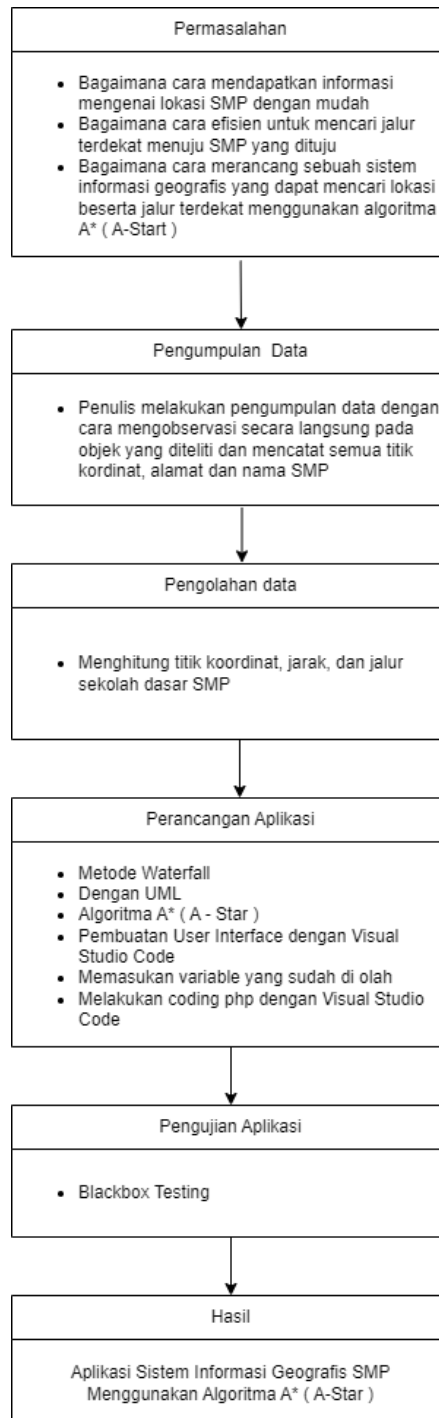 Permasalahan
• Bagaimana cara mendapatkan informasi
mengenai lokasi SMP dengan mudah
• Bagaimana cara efisien untuk mencari jalur
terdekat menuju SMP yang dituju
• Bagaimana cara merancang sebuah sistem
informasi geografis yang dapat mencari lokasi
beserta jalur terdekat menggunakan algoritma
A* ( A-Start )
Pengumpulan Data
• Penulis melakukan pengumpulan data dengan
cara mengobservasi secara langsung pada
objek yang diteliti dan mencatat semua titik
kordinat, alamat dan nama SMP
Pengolahan data
• Menghitung titik koordinat, jarak, dan jalur
sekolah dasar SMP
Perancangan Aplikasi
• Metode Waterfall
• Dengan UML
• Algoritma A* ( A - Star )
• Pembuatan User Interface dengan Visual
Studio Code
• Memasukan variable yang sudah di olah
• Melakukan coding php dengan Visual Studio
Code
Pengujian Aplikasi
• Blackbox Testing
Hasil
Aplikasi Sistem Informasi Geografis SMP
Menggunakan Algoritma A* ( A-Star )